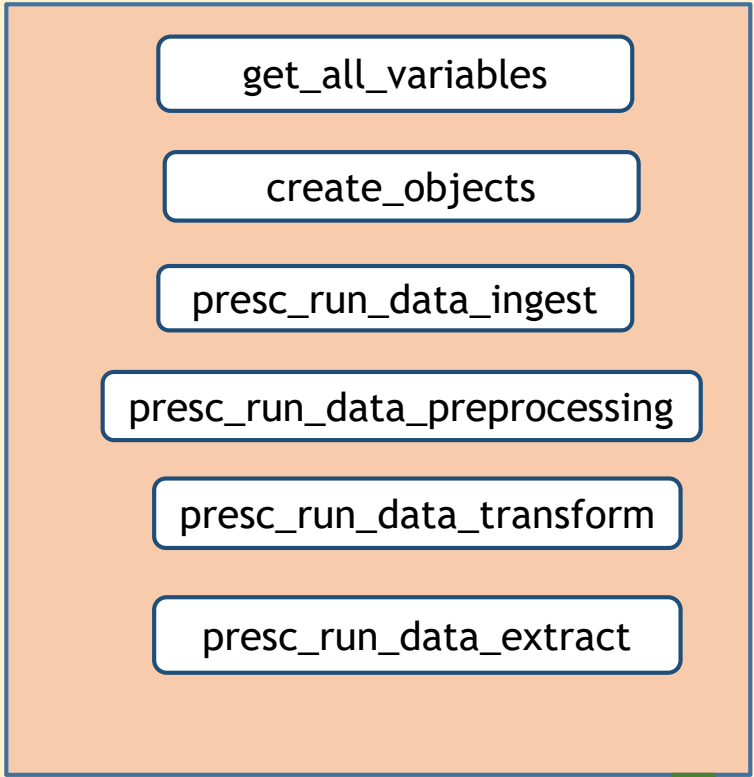 get_all_variables
create_objects
presc_run_data_ingest
presc_run_data_preprocessing
presc_run_data_transform
presc_run_data_extract